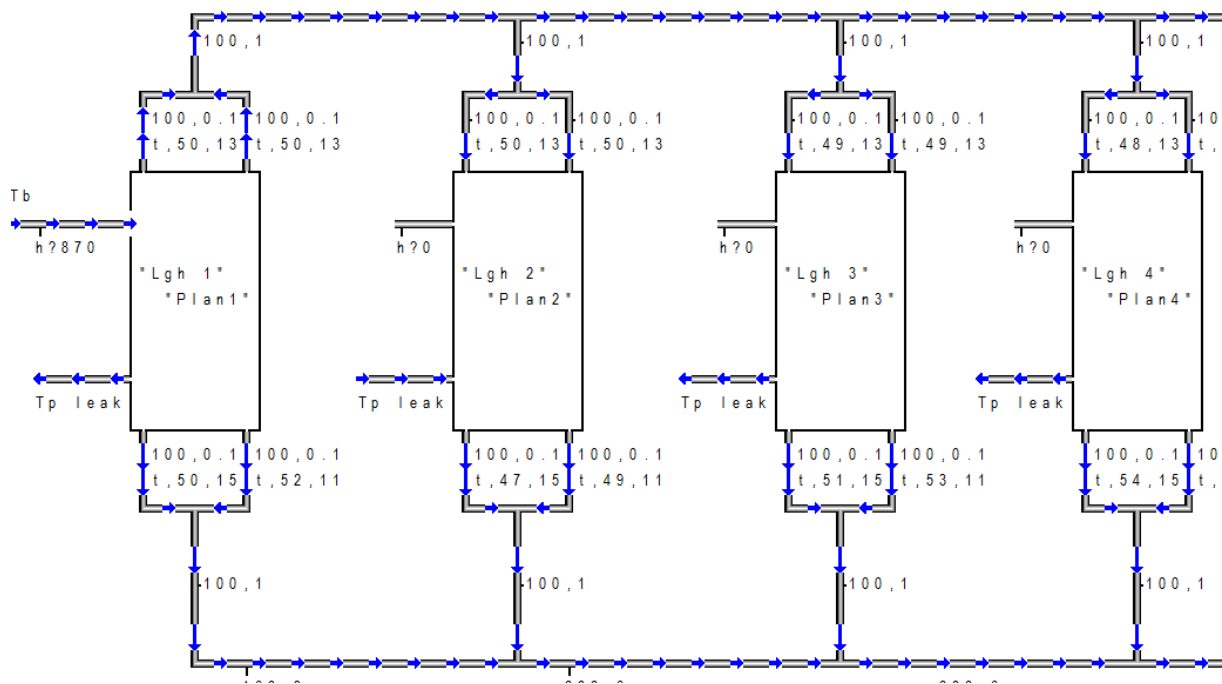 100,1 100,1 100,1 100,1
100,0.1 100,0.1 100,0.1 100,0.1 100,0.1 100,0.1 100,0.1 10
t,50,13 t,50,13 t,50,13 t,50,13 t,49,13 t,49,13 t,48,13 t,
Tb
h?870 h?0 h?0 h?0
"Lgh 1" "Lgh 2" "Lgh 3" "Lgh 4"
"Plan1" "Plan2" "Plan3" "Plan4"
Tp leak Tp leak Tp leak Tp leak
100,0.1 100,0.1 100,0.1 100,0.1 100,0.1 100,0.1 100,0.1 10
t,50,15 t,52,11 t,47,15 t,49,11 t,51,15 t,53,11 t,54,15 t,
100,1 100,1 100,1 100,1